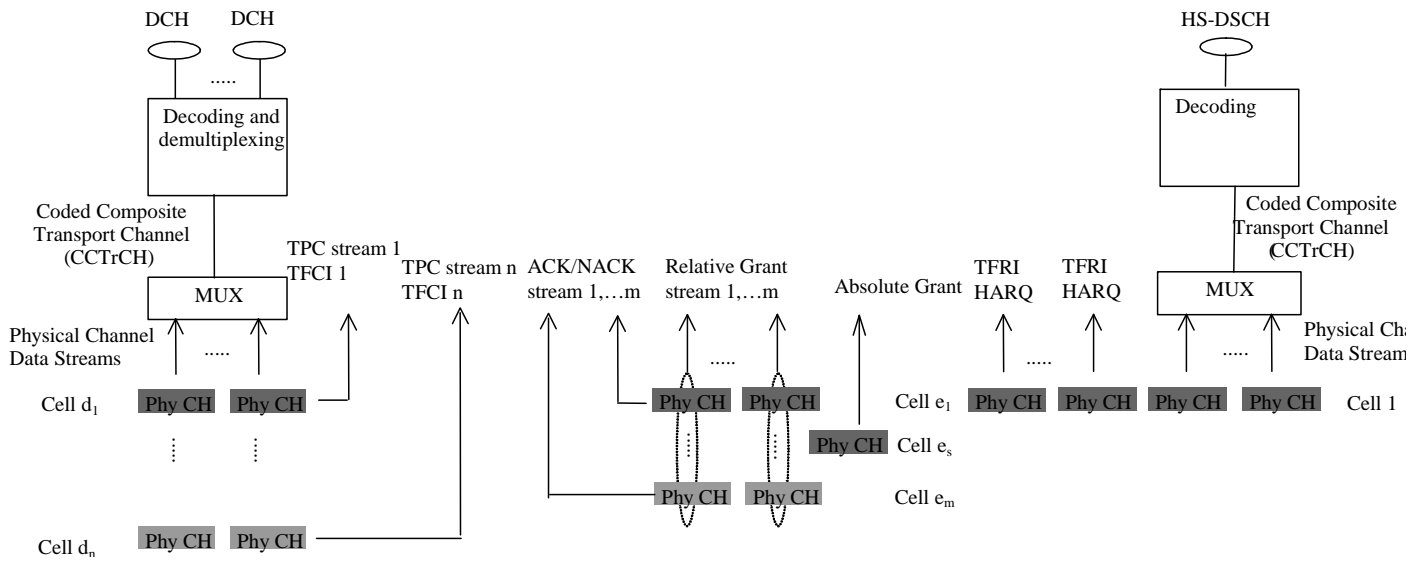 DCH DCH HS-DSCH
.....
Decoding and
demultiplexing
Decoding
Coded Composite
Transport Channel
(CCTrCH)
Coded Composite
Transport Channel
(CCTrCH)
MUX
TPC stream 1
TFCI 1
TPC stream n
TFCI n
ACK/NACK
stream 1,…m
Relative Grant
stream 1,…m
Absolute Grant
TFRI
HARQ
TFRI
HARQ
MUX
Physical Channel
Data Streams
.....
.....
.....
.....
Physical Cha
Data Stream
Cell d1 Phy CH Phy CH
Phy CH Phy CH Cell e1
Phy CH Phy CH Phy CH Phy CH Cell 1
Phy CH Cell es
Phy CH Phy CH Cell em
Cell dn Phy CH Phy CH